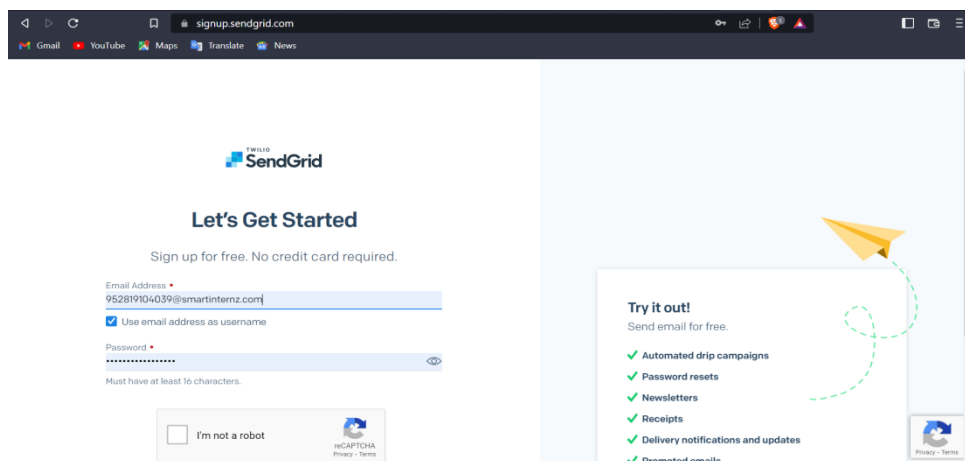 signup.sendgrid.com
Gmail YouTube Maps Translate News
TWILIO
SendGrid
Let's Get Started
Sign up for free. No credit card required.
Email Address •
952819104039@smartinternz.com
Use email address as username
Password •
••••••••••••••••
Must have at least 16 characters.
I'm not a robot
reCAPTCHA
Privacy - Terms
Try it out!
Send email for free.
Automated drip campaigns
Password resets
Newsletters
Receipts
Delivery notifications and updates
Promoted emails
Privacy - Terms